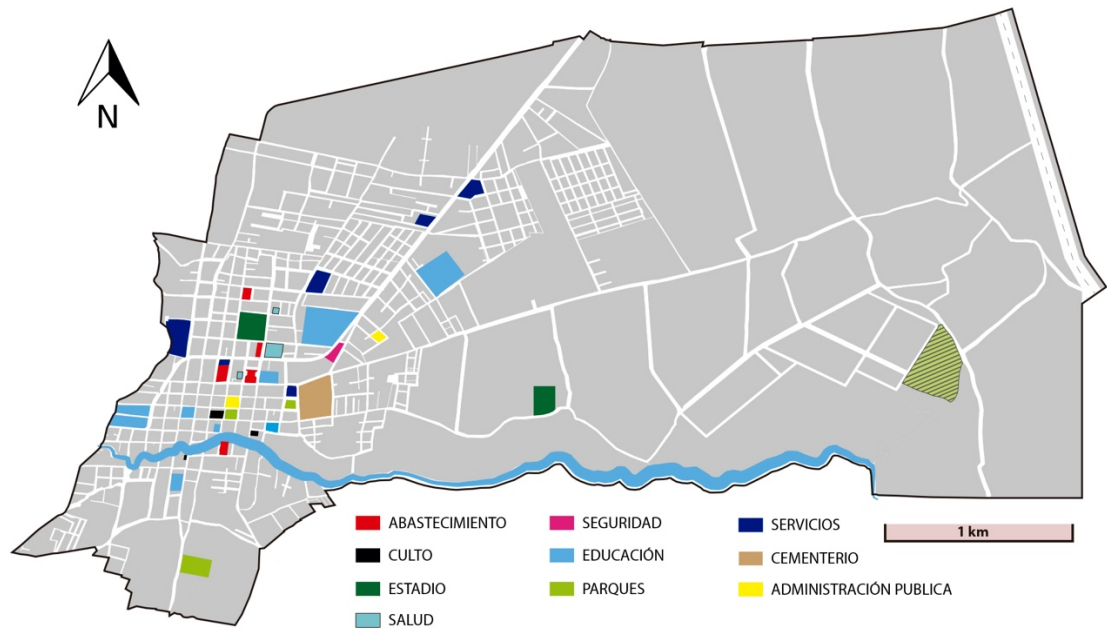 N
ABASTECIMIENTO
SEGURIDAD
SERVICIOS
1 km
CULTO
EDUCACIÓN
CEMENTERIO
ESTADIO
PARQUES
ADMINISTRACIÓN PUBLICA
SALUD